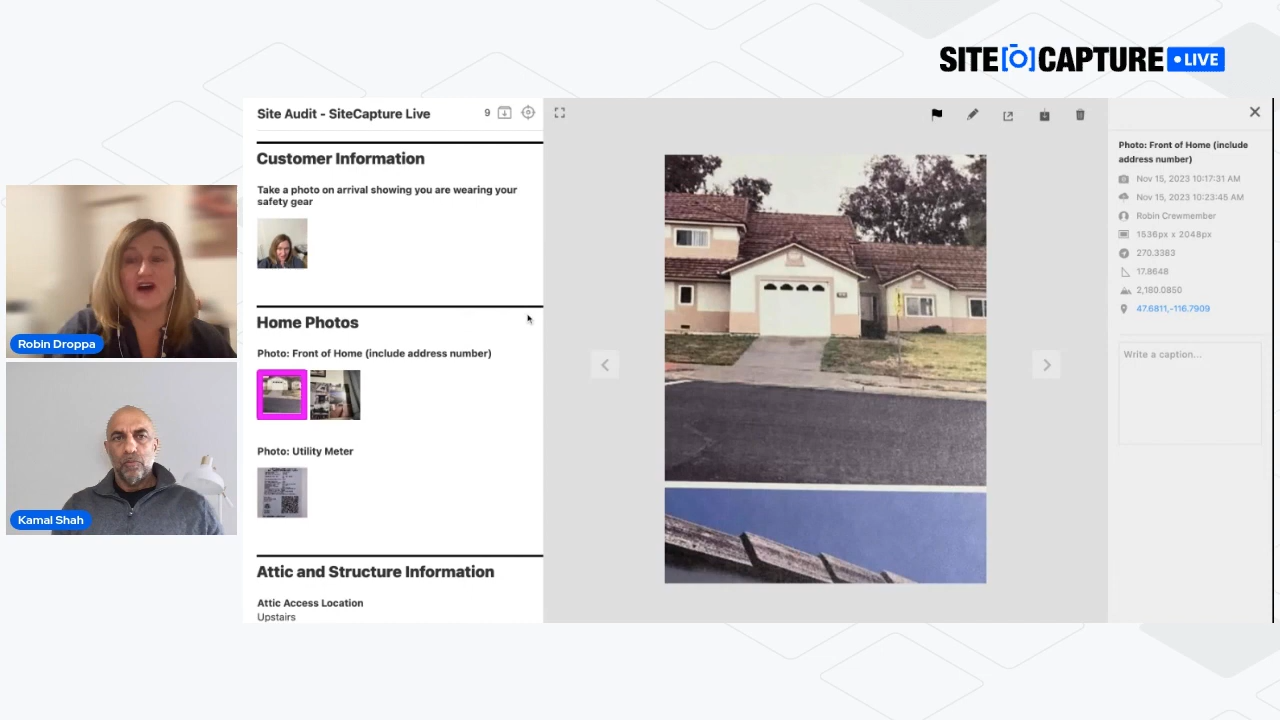 SITE CAPTURE LIVE
Site Audit - SiteCapture Live
9
Customer Information
Take a photo on arrival showing you are wearing your
safety gear
Home Photos
Photo: Front of Home (include address number)
Photo: Utility Meter
Attic and Structure Information
Attic Access Location
Upstairs
Photo: Front of Home (include
address number)
Nov 15, 2023 10:17:31 AM
Nov 15, 2023 10:23:45 AM
Robin Crewmember
1536px x 2048px
270.3383
17.8648
2,180.0850
47.6811,-116.7909
Write a caption...
Robin Droppa
Kamal Shah